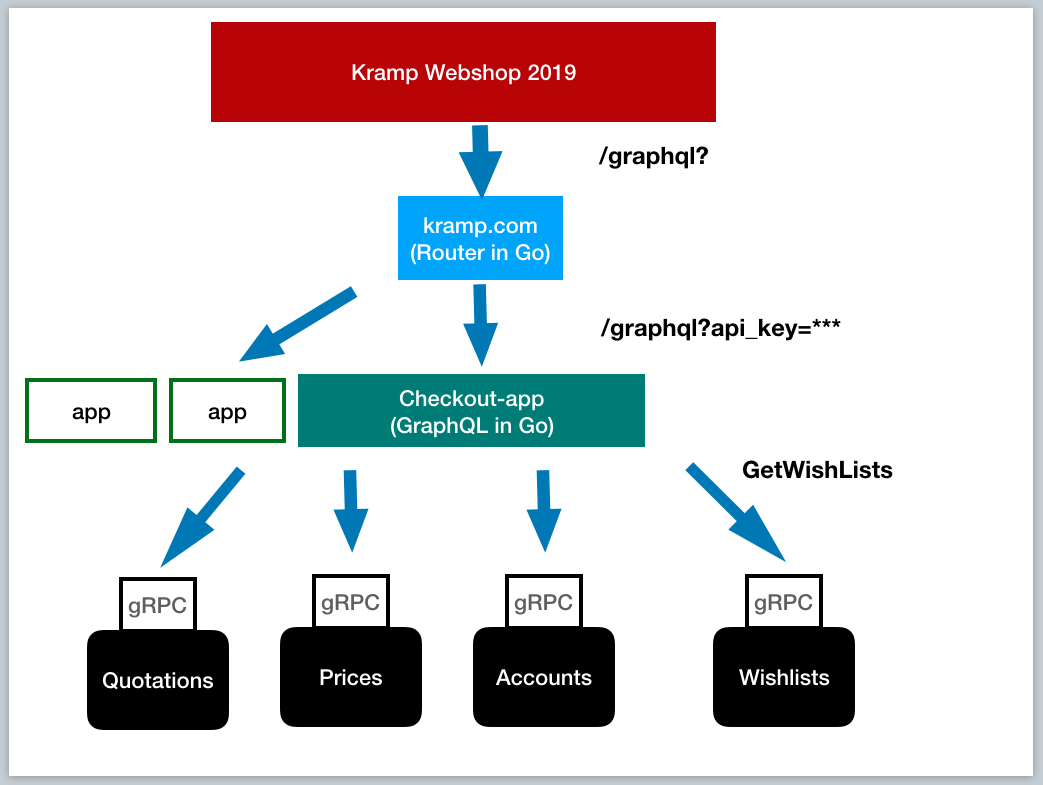 Kramp Webshop 2019
/graphql?
kramp.com
(Router in Go)
/graphql?api_key=***
app
app
Checkout-app
(GraphQL in Go)
GetWishLists
gRPC
gRPC
gRPC
gRPC
Quotations
Prices
Accounts
Wishlists